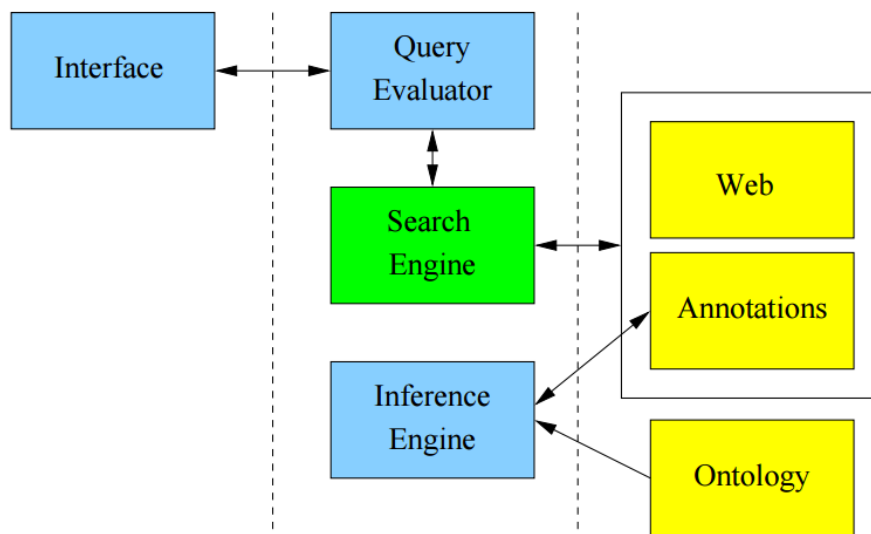 Interface
Query
Evaluator
Search
Engine
Web
Annotations
Inference
Engine
Ontology